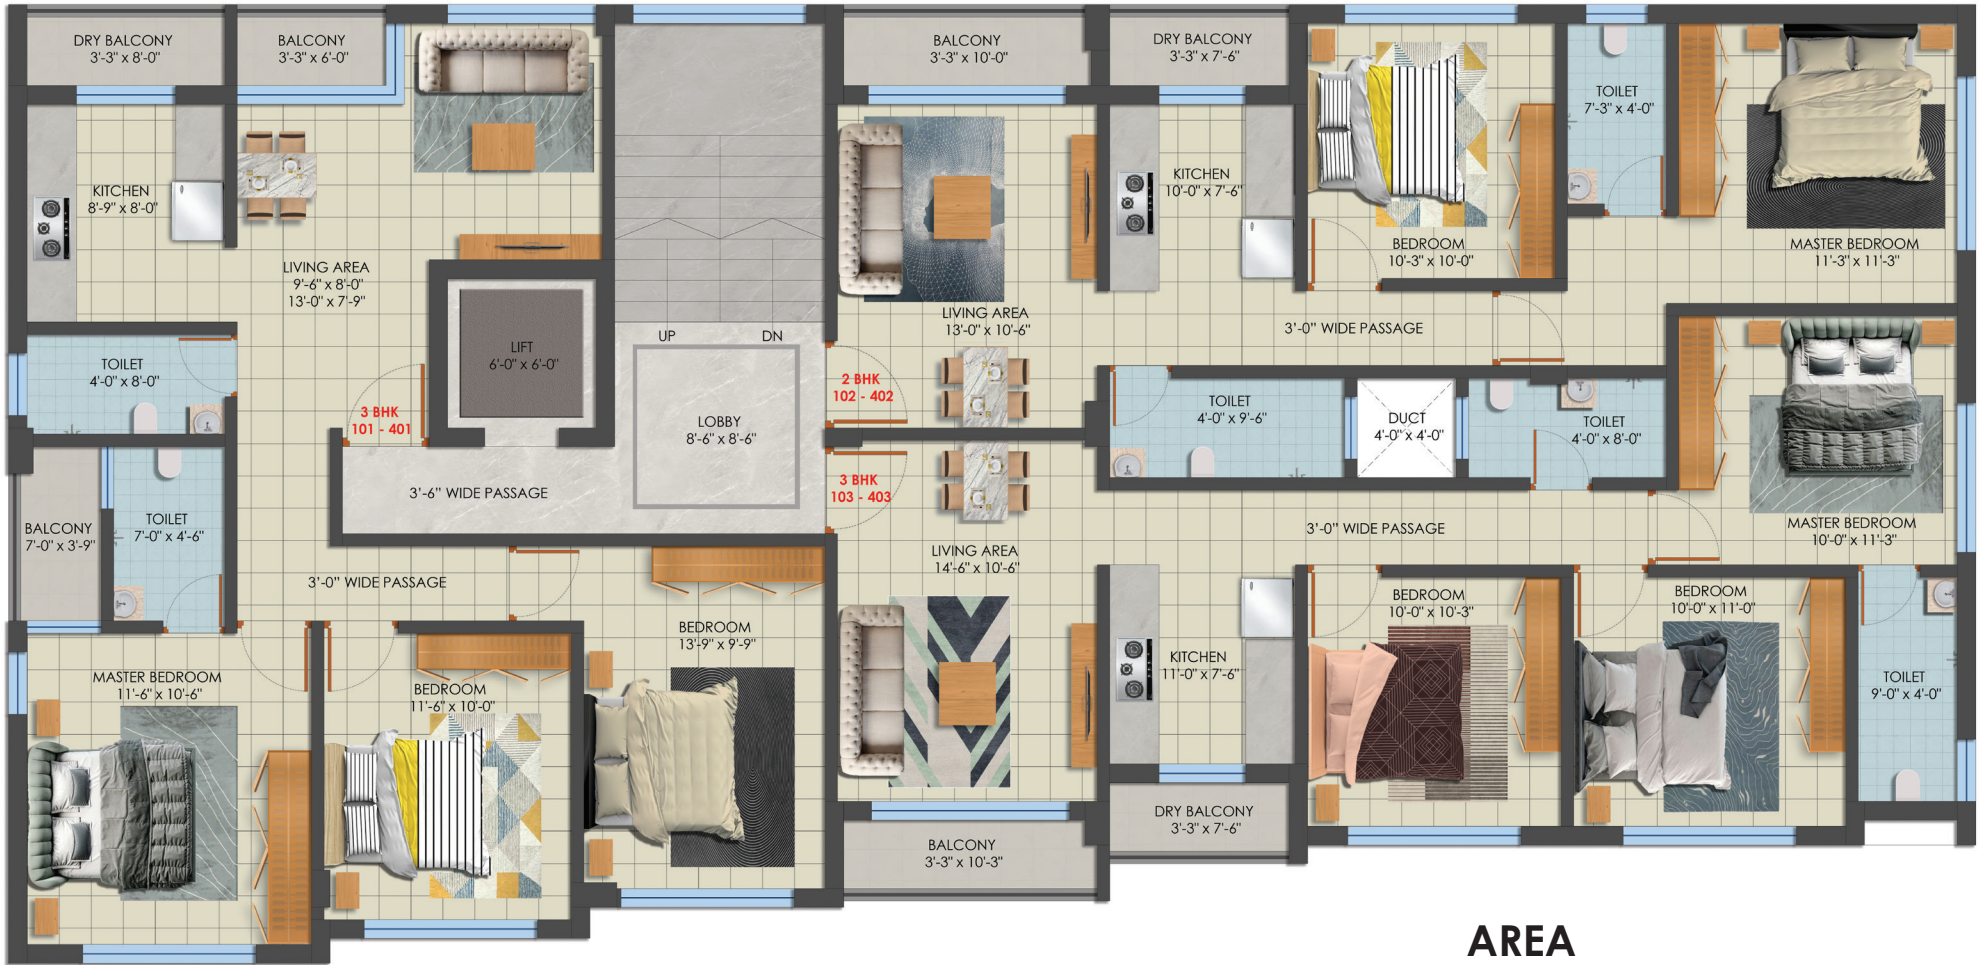 DRY BALCONY
3'-3" x 8'-0"
BALCONY
3'-3" x 6'-0"
BALCONY
3'-3" x 10'-0"
DRY BALCONY
3'-3" x 7'-6"
TOILET
7'-3" x 4'-0"
KITCHEN
8'-9" x 8'-0"
KITCHEN
10'-0" x 7'-6"
BEDROOM
10'-3" x 10'-0"
MASTER BEDROOM
11'-3" x 11'-3"
LIVING AREA
9'-6" x 8'-0"
13'-0" x 7'-9"
LIVING AREA
13'-0" x 10'-6"
3'-0" WIDE PASSAGE
UP
DN
LIFT
6'-0" x 6'-0"
TOILET
4'-0" x 8'-0"
2 BHK
102 - 402
3 BHK
101 - 401
LOBBY
8'-6" x 8'-6"
TOILET
4'-0" x 9'-6"
DUCT
4'-0" x 4'-0"
TOILET
4'-0" x 8'-0"
3'-6" WIDE PASSAGE
3 BHK
103 - 403
BALCONY
7'-0" x 3'-9"
TOILET
7'-0" x 4'-6"
3'-0" WIDE PASSAGE
MASTER BEDROOM
10'-0" x 11'-3"
LIVING AREA
14'-6" x 10'-6"
3'-0" WIDE PASSAGE
BEDROOM
13'-9" x 9'-9"
BEDROOM
10'-0" x 10'-3"
BEDROOM
10'-0" x 11'-0"
KITCHEN
11'-0" x 7'-6"
MASTER BEDROOM
11'-6" x 10'-6"
BEDROOM
11'-6" x 10'-0"
TOILET
9'-0" x 4'-0"
DRY BALCONY
3'-3" x 7'-6"
BALCONY
3'-3" x 10'-3"
AREA